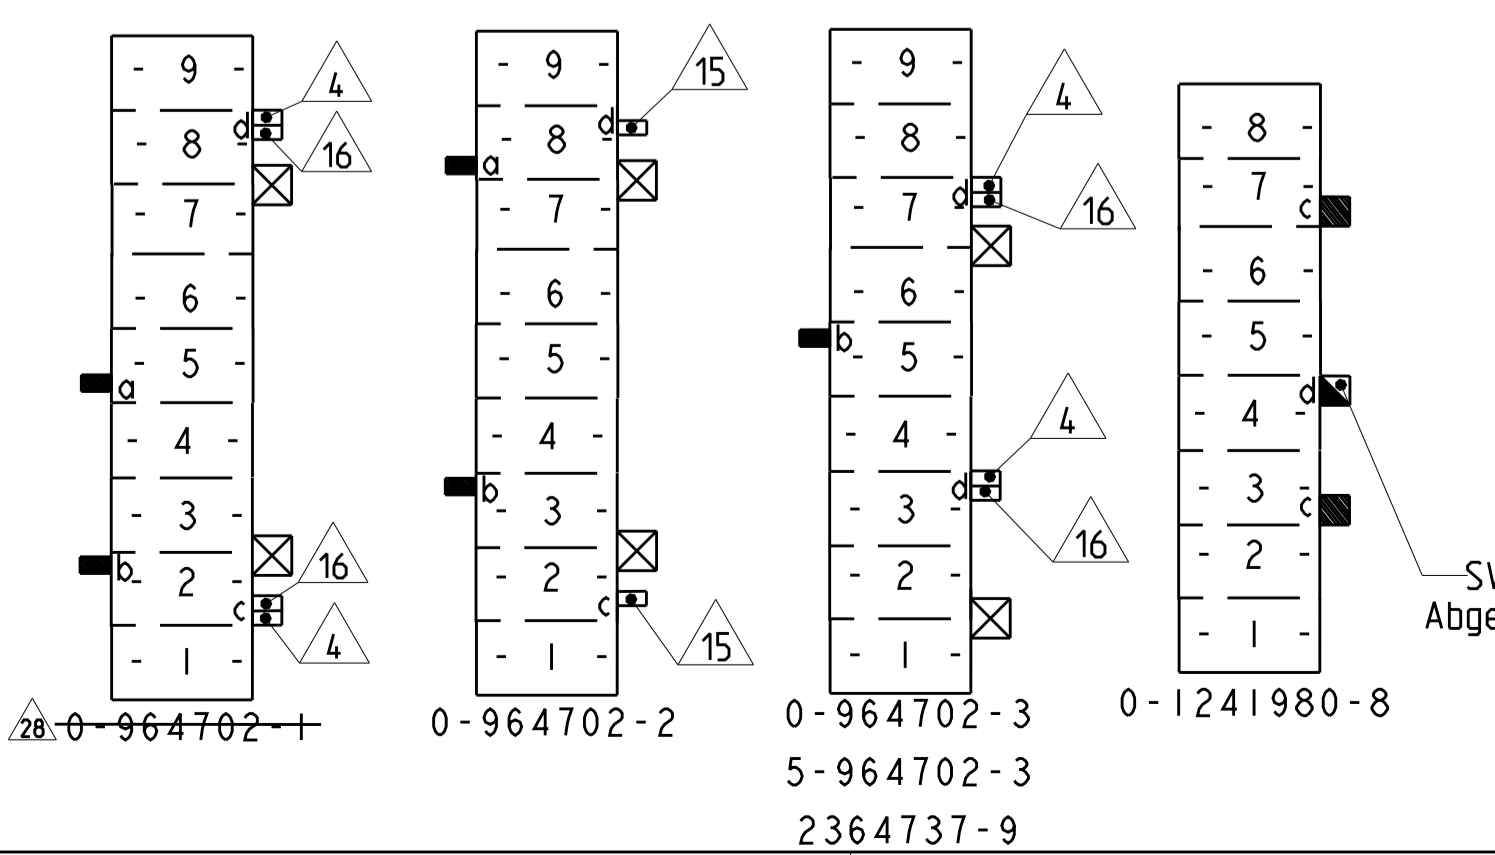 - 9 -
d
- 8 -
- 7 -
- 6 -
- 5 -
a
- 4 -
- 3 -
b
- 2 -
c
- 1 -
4
16
16
4
28
0-964702-1
- 9 -
d
- 8 -
a
- 7 -
- 6 -
- 5 -
- 4 -
b
- 3 -
- 2 -
c
- 1 -
15
15
0-964702-2
- 9 -
- 8 -
- 7 -
d
- 6 -
b
- 5 -
- 4 -
d
- 3 -
- 2 -
- 1 -
4
16
4
16
0-964702-3
5-964702-3
2364737-9
- 8 -
- 7 -
c
- 6 -
- 5 -
d
- 4 -
- 3 -
c
- 2 -
- 1 -
0-1241980-8